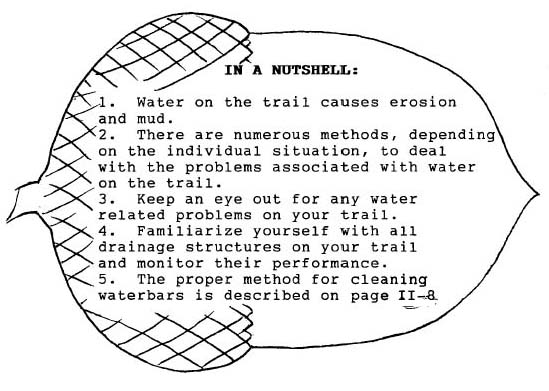 IN A NUTSHELL:
1. Water on the trail causes erosion
and mud.
2. There are numerous methods, depending
on the individual situation, to deal
with the problems associated with water
on the trail.
3. Keep an eye out for any water
related problems on your trail.
4. Familiarize yourself with all
drainage structures on your trail
and monitor their performance.
5. The proper method for cleaning
waterbars is described on page II-8